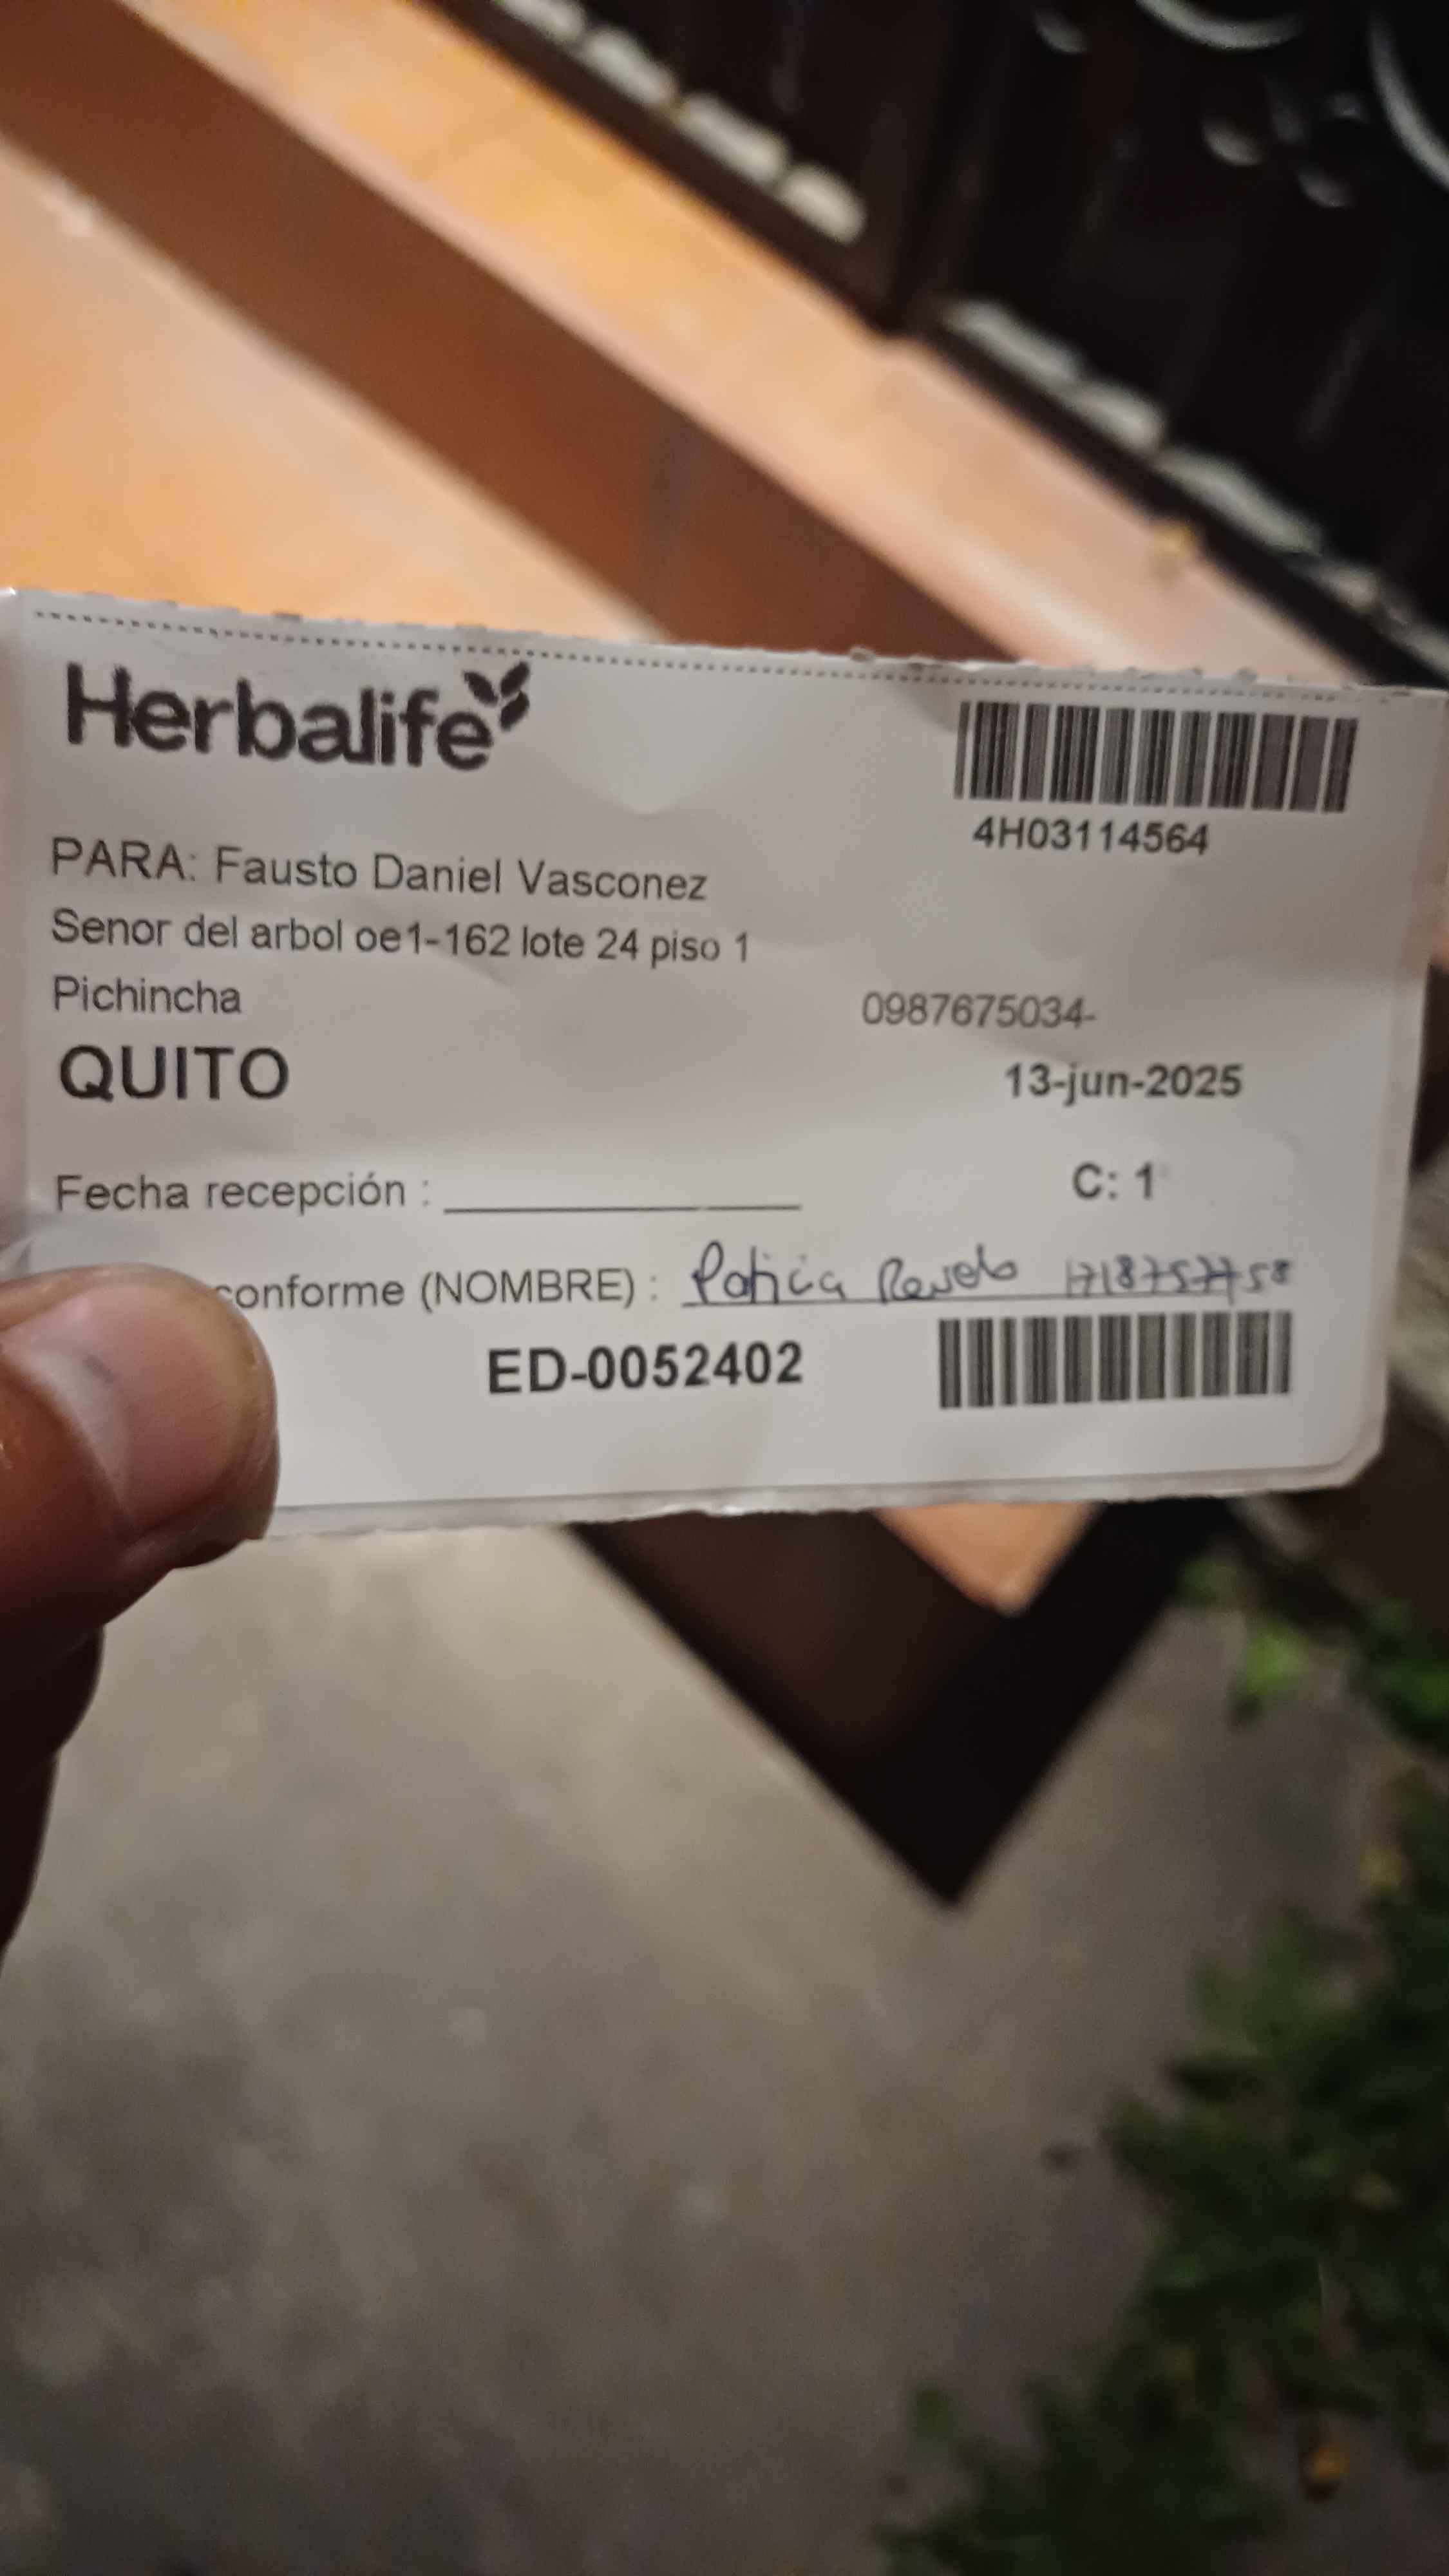 Herbalife
4H03114564
PARA: Fausto Daniel Vasconez
Senor del arbol oe1-162 lote 24 piso 1
Pichincha 0987675034-
QUITO 13-jun-2025
Fecha recepción : C: 1
conforme (NOMBRE) : Paticia
ED-0052402